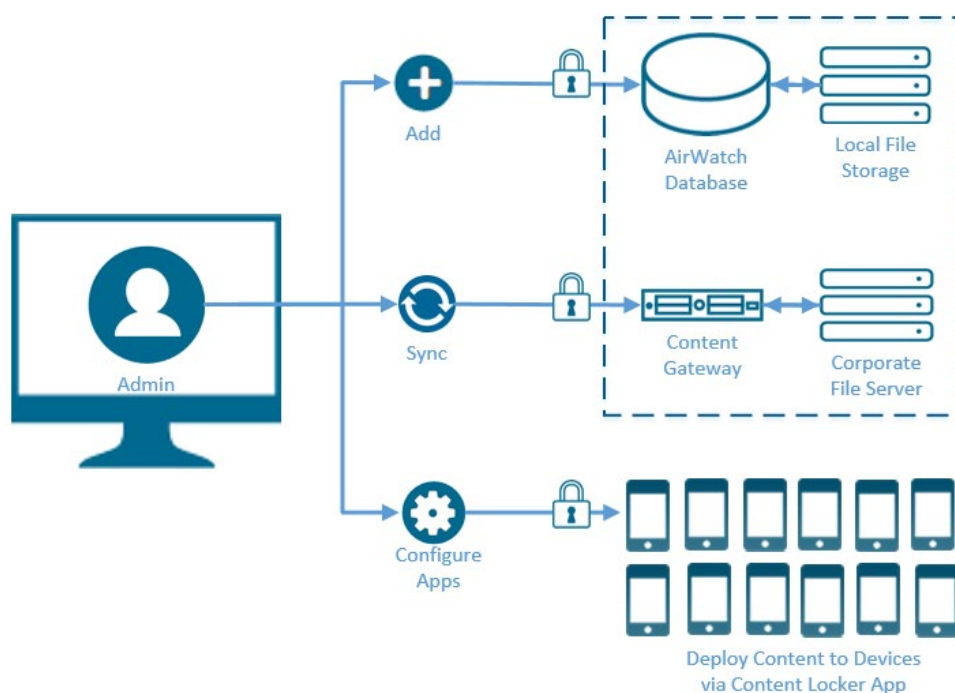 Add
AirWatch
Database
Local File
Storage
Admin
Sync
Content
Gateway
Corporate
File Server
Configure
Apps
Deploy Content to Devices
via Content Locker App